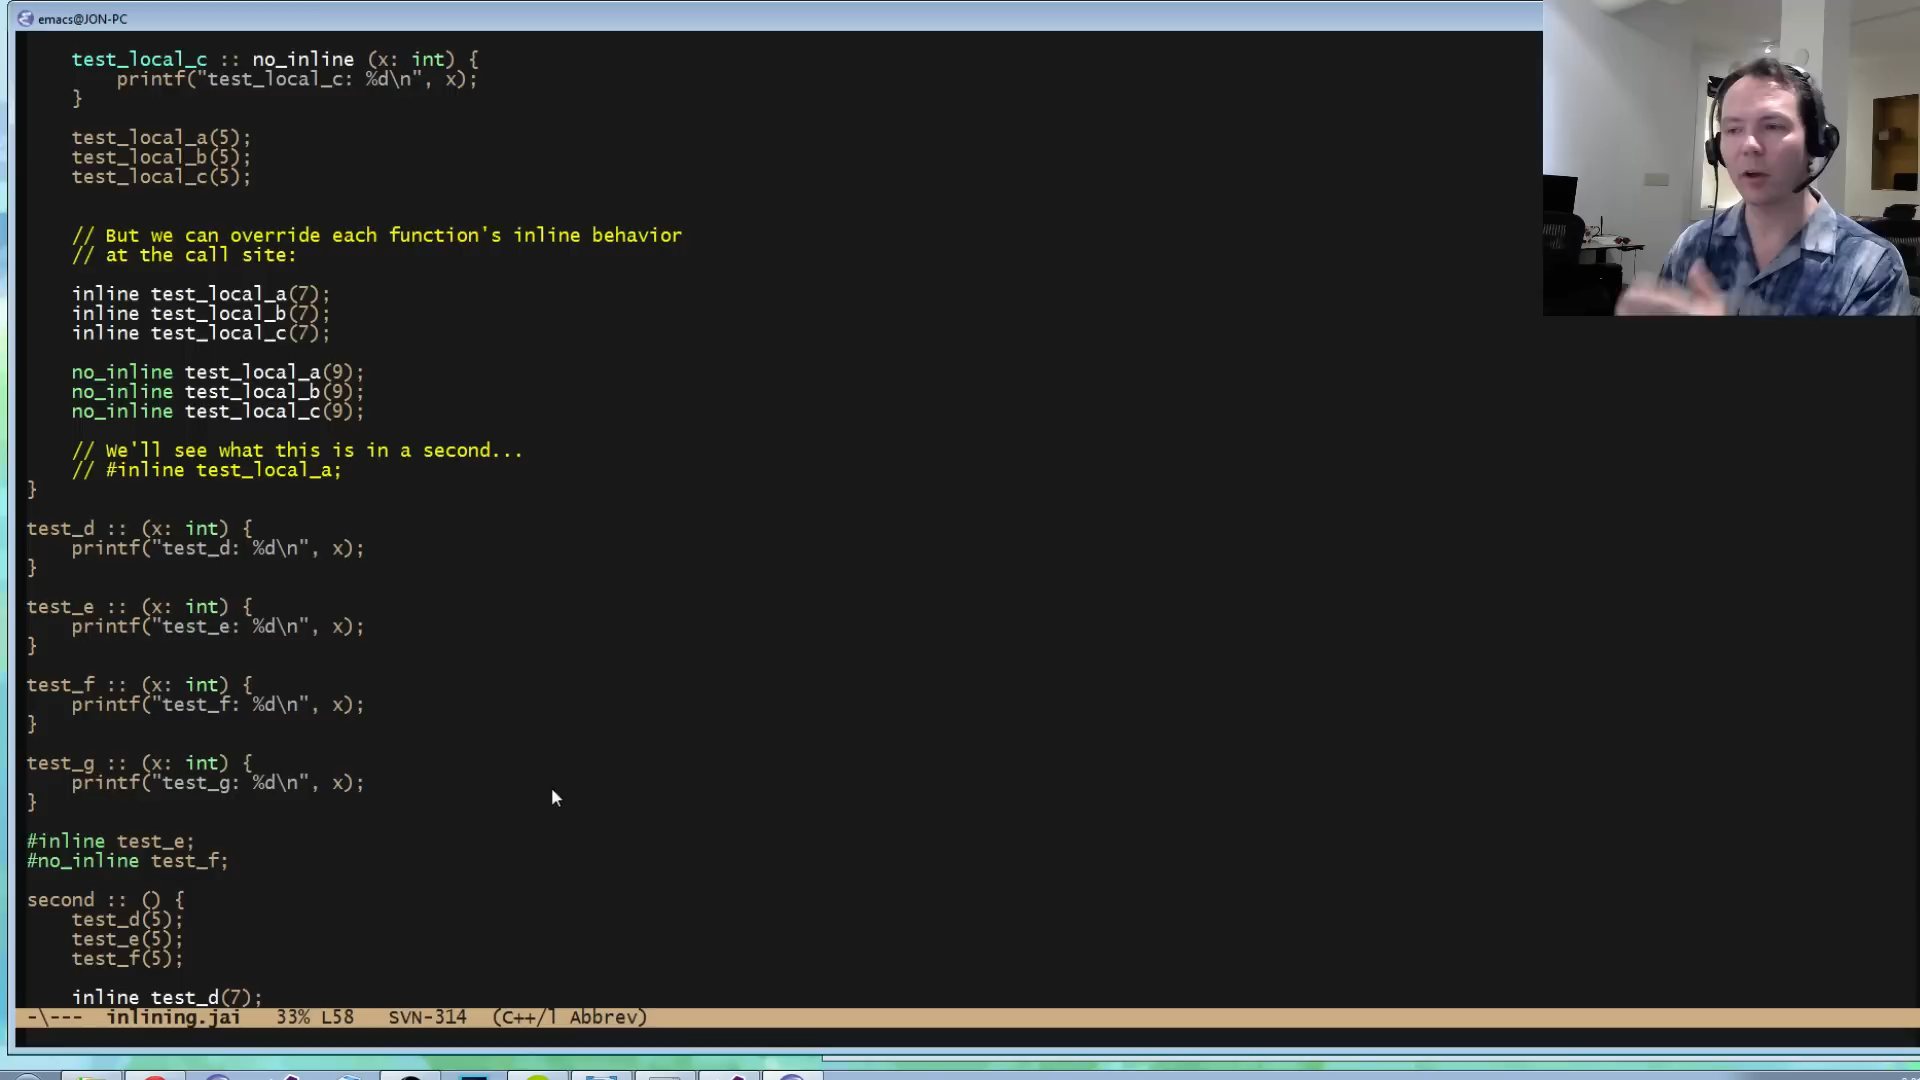 emacs@JON-PC
test_local_c :: no_inline (x: int) {
printf("test_local_c: %d\n", x);
}
test_local_a(5);
test_local_b(5);
test_local_c(5);
// But we can override each function's inline behavior
// at the call site:
inline test_local_a(7);
inline test_local_b(7);
inline test_local_c(7);
no_inline test_local_a(9);
no_inline test_local_b(9);
no_inline test_local_c(9);
// We'll see what this is in a second...
// #inline test_local_a;
}
test_d :: (x: int) {
printf("test_d: %d\n", x);
}
test_e :: (x: int) {
printf("test_e: %d\n", x);
}
test_f :: (x: int) {
printf("test_f: %d\n", x);
}
test_g :: (x: int) {
printf("test_g: %d\n", x);
}
#inline test_e;
#no_inline test_f;
second :: () {
test_d(5);
test_e(5);
test_f(5);
inline test_d(7);
-\--- inlining.jai 33% L58 SVN-314 (C++/l Abbrev)